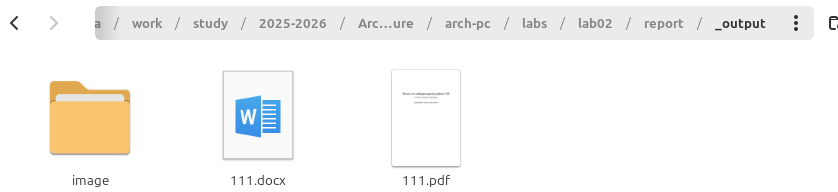 a / work / study / 2025-2026 / Arc...ure / arch-pc / labs / lab02 / report / _output
W
image 111.docx 111.pdf